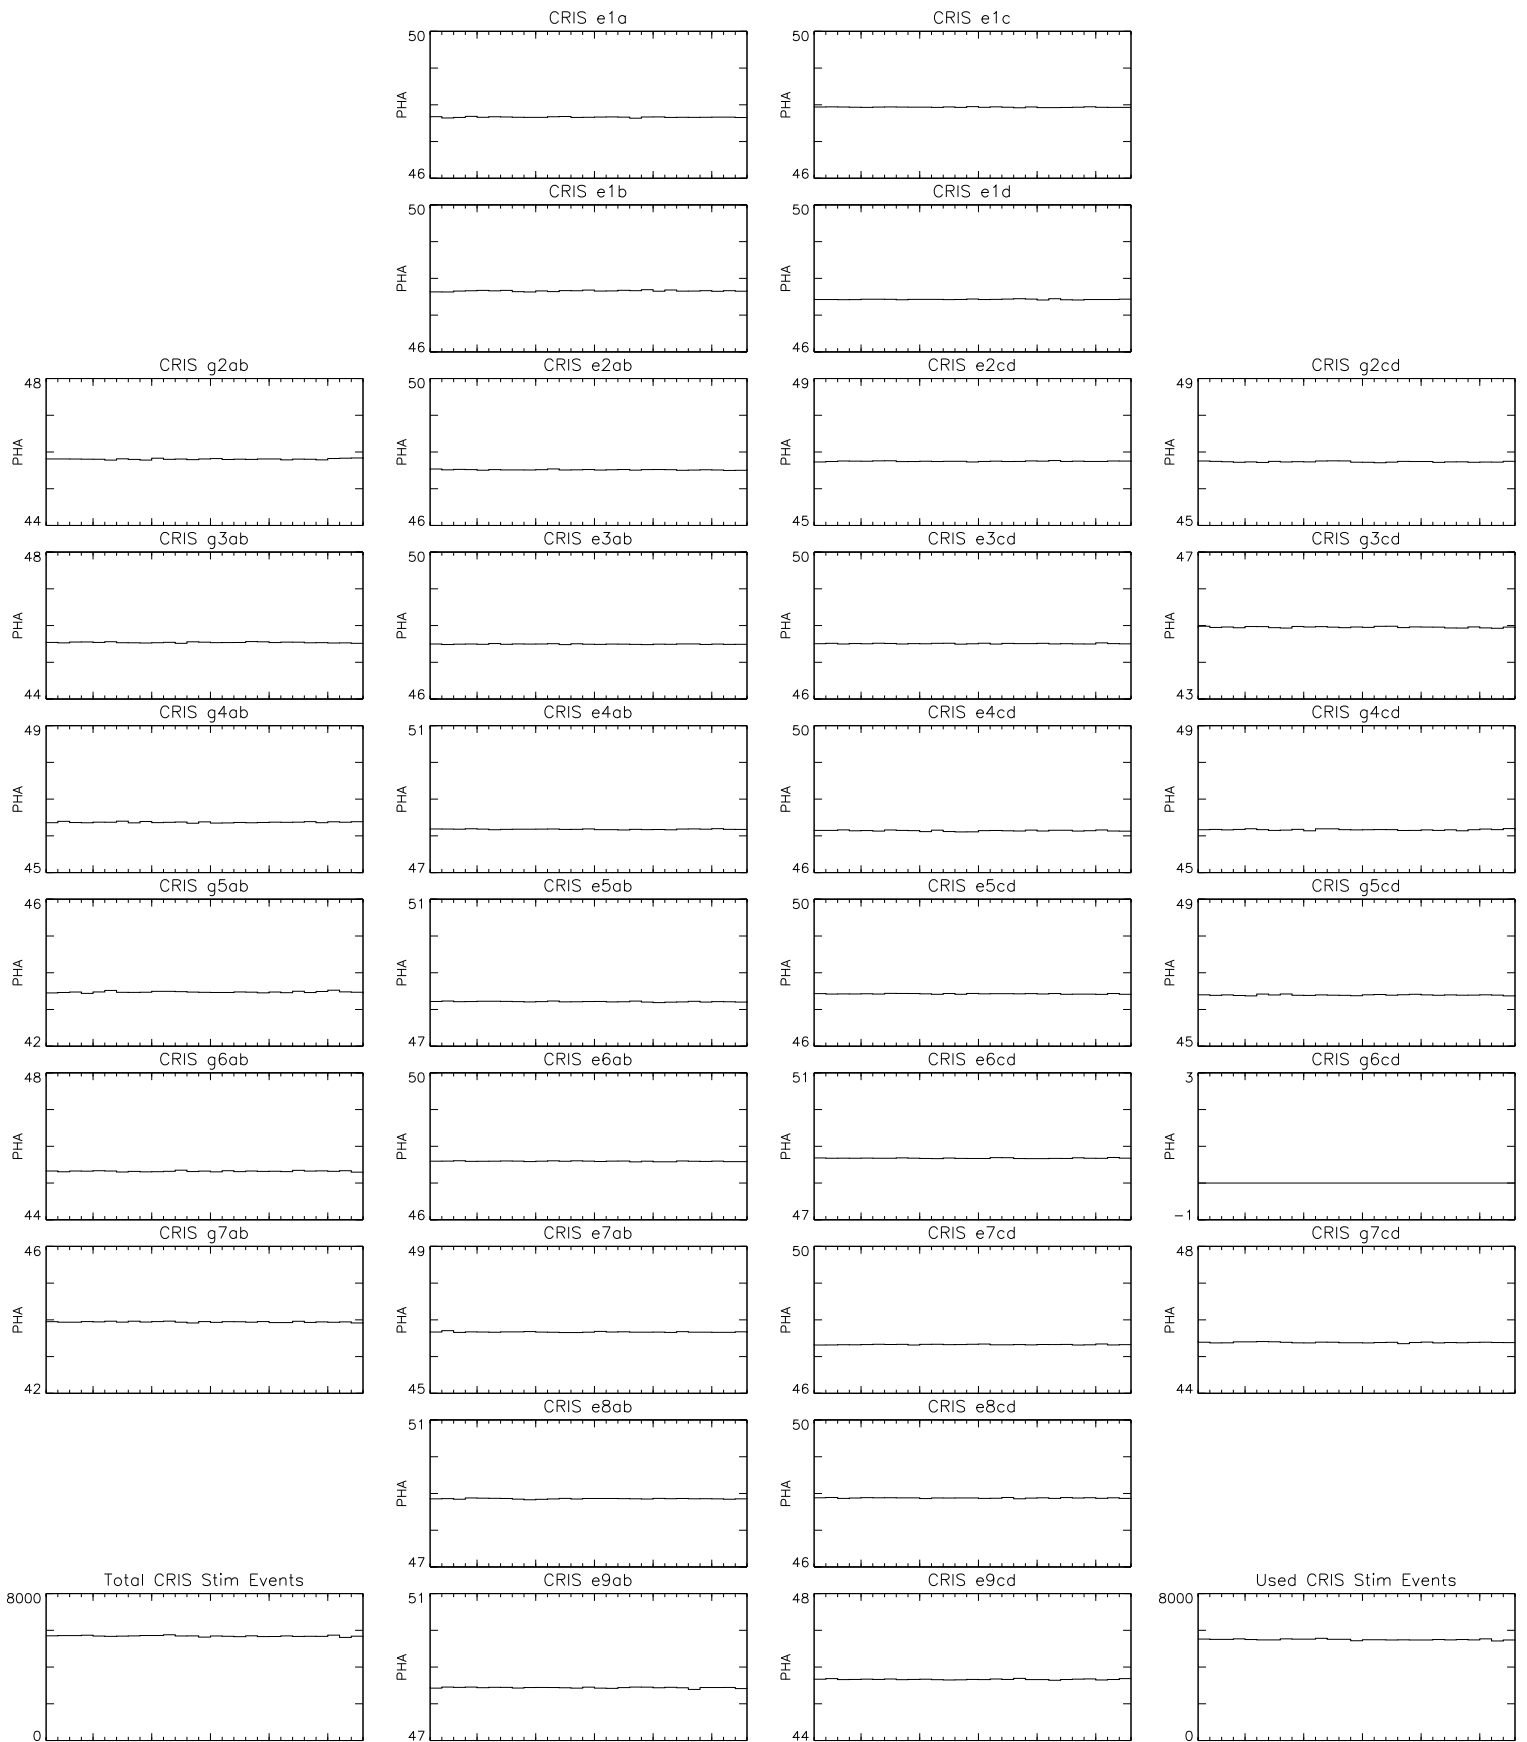 CRIS e1a
CRIS e1c
50
PHA
46
50
PHA
46
CRIS e1b
CRIS e1d
50
PHA
46
50
PHA
46
CRIS g2ab
CRIS e2ab
CRIS e2cd
CRIS g2cd
48
PHA
44
50
PHA
46
49
PHA
45
49
PHA
45
CRIS g3ab
CRIS e3ab
CRIS e3cd
CRIS g3cd
48
PHA
44
50
PHA
46
50
PHA
46
47
PHA
43
CRIS g4ab
CRIS e4ab
CRIS e4cd
CRIS g4cd
49
PHA
45
51
PHA
47
50
PHA
46
49
PHA
45
CRIS g5ab
CRIS e5ab
CRIS e5cd
CRIS g5cd
46
PHA
42
51
PHA
47
50
PHA
46
49
PHA
45
CRIS g6ab
CRIS e6ab
CRIS e6cd
CRIS g6cd
48
PHA
44
50
PHA
46
51
PHA
47
3
PHA
-1
CRIS g7ab
CRIS e7ab
CRIS e7cd
CRIS g7cd
46
PHA
42
49
PHA
45
50
PHA
46
48
PHA
44
CRIS e8ab
CRIS e8cd
51
PHA
47
50
PHA
46
Total CRIS Stim Events
CRIS e9ab
CRIS e9cd
Used CRIS Stim Events
8000
0
51
PHA
47
48
PHA
44
8000
0